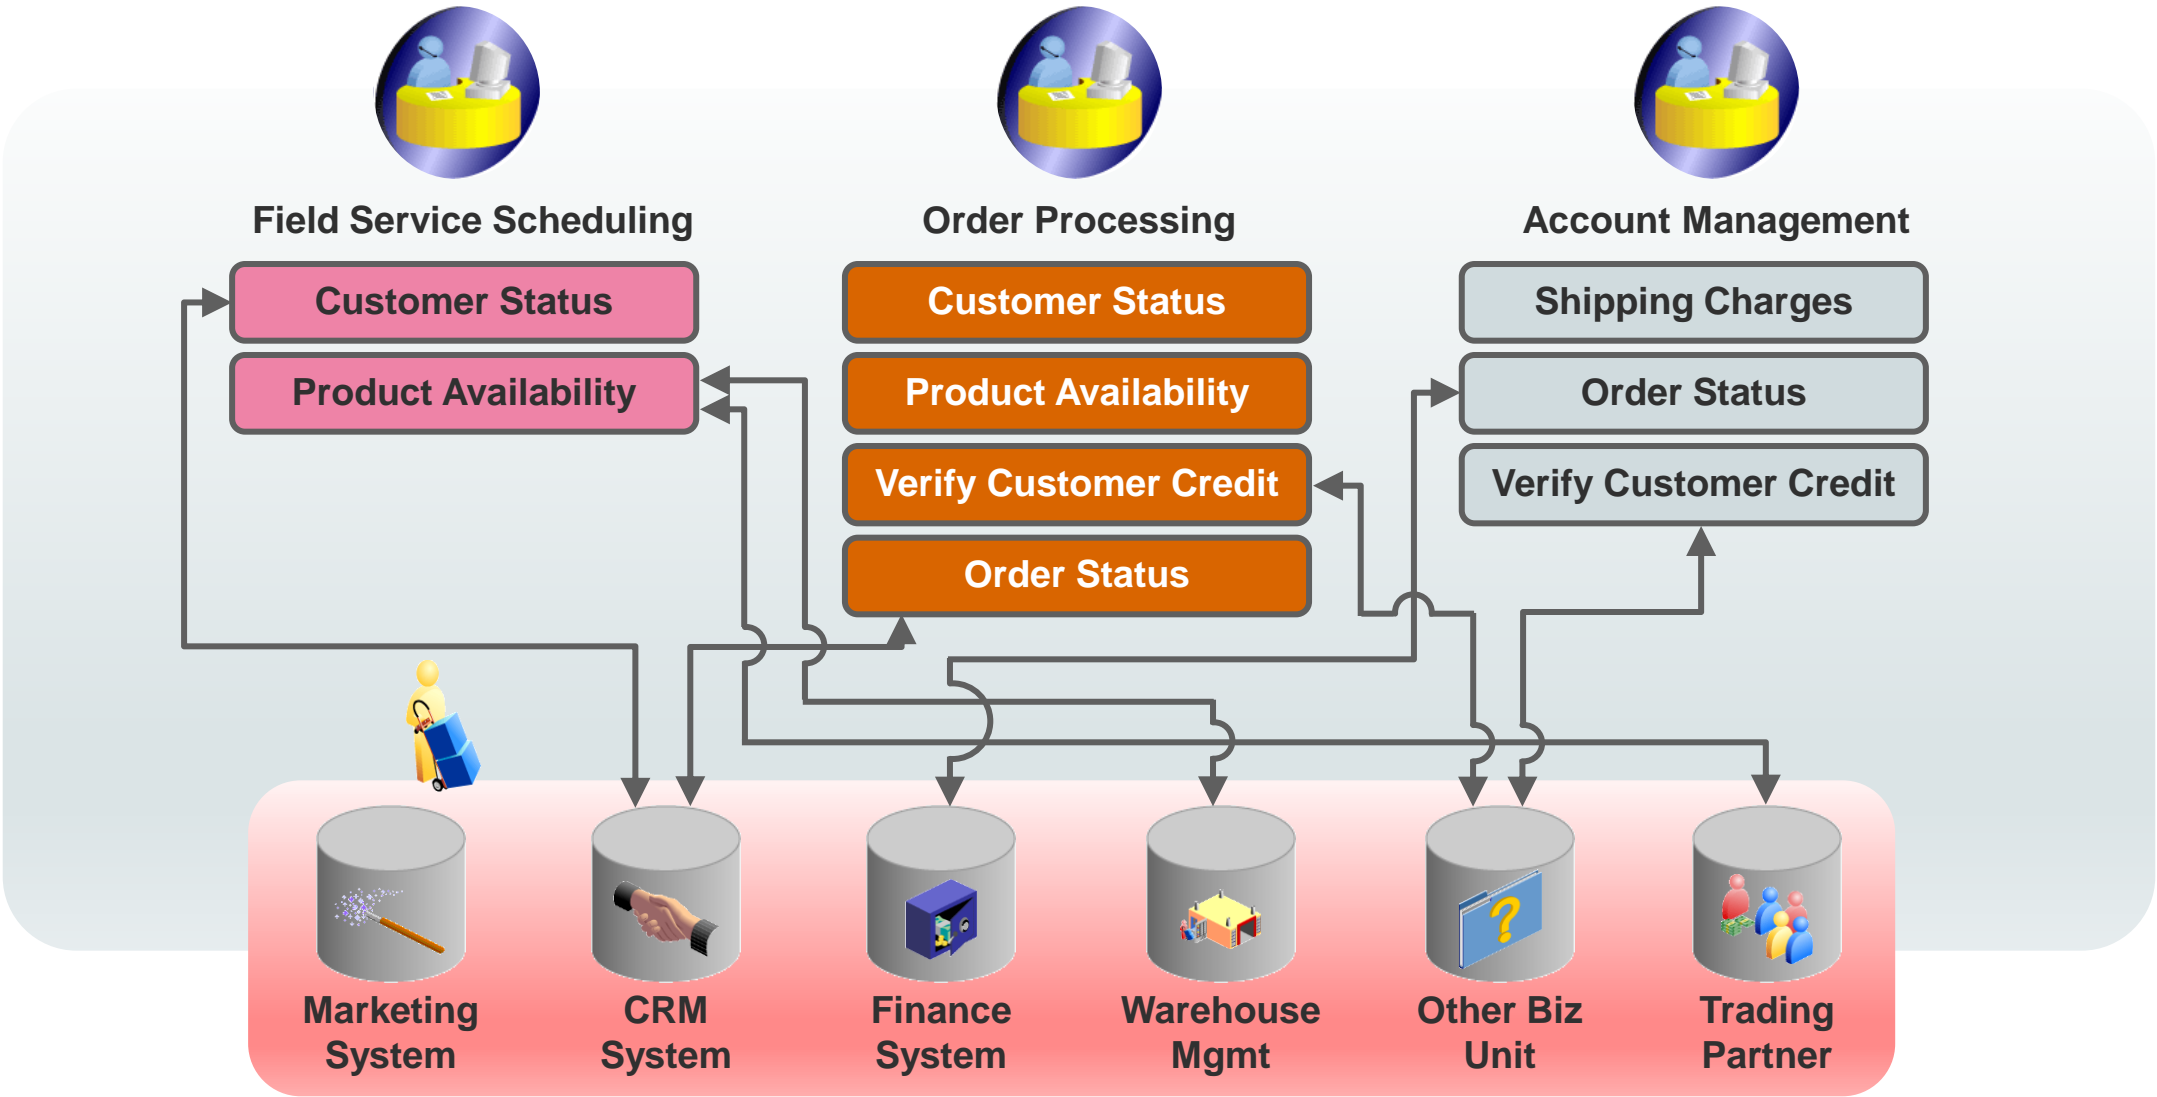 Field Service Scheduling
Customer Status
Product Availability
Order Processing
Customer Status
Product Availability
Verify Customer Credit
Order Status
Account Management
Shipping Charges
Order Status
Verify Customer Credit
Marketing
System
CRM
System
Finance
System
Warehouse
Mgmt
Other Biz
Unit
Trading
Partner